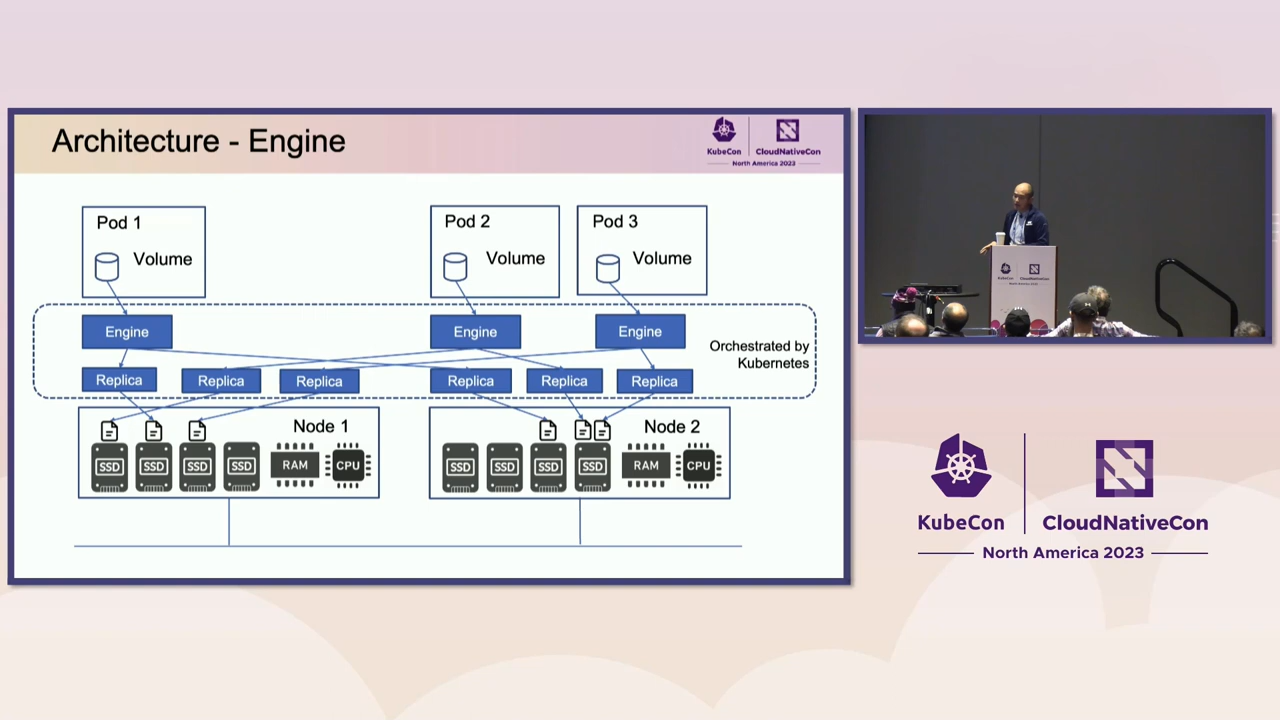 Architecture - Engine
KubeCon
CloudNativeCon
North America 2023
Pod 1
Volume
Pod 2
Volume
Pod 3
Volume
Engine
Engine
Engine
Orchestrated by
Kubernetes
Replica
Replica
Replica
Replica
Replica
Replica
Node 1
SSD
SSD
SSD
SSD
RAM
CPU
Node 2
SSD
SSD
SSD
SSD
RAM
CPU
KubeCon
CloudNativeCon
North America 2023